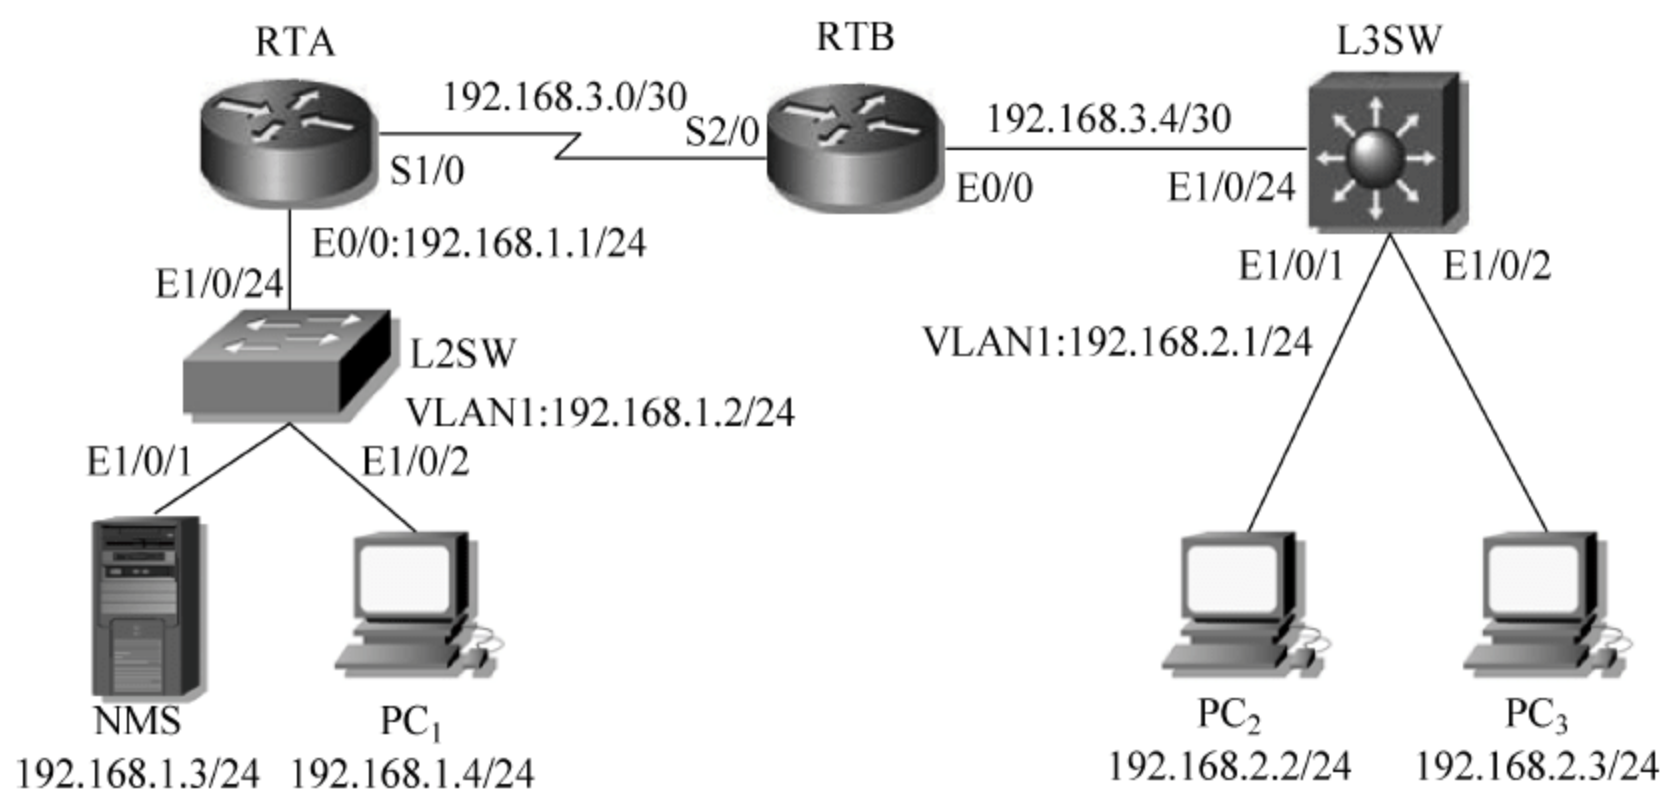 RTA
RTB
L3SW
192.168.3.0/30
S2/0
192.168.3.4/30
S1/0
E0/0
E1/0/24
E0/0:192.168.1.1/24
E1/0/24
E1/0/1
E1/0/2
L2SW
VLAN1:192.168.2.1/24
VLAN1:192.168.1.2/24
E1/0/1
E1/0/2
NMS
PC1
PC2
PC3
192.168.1.3/24
192.168.1.4/24
192.168.2.2/24
192.168.2.3/24